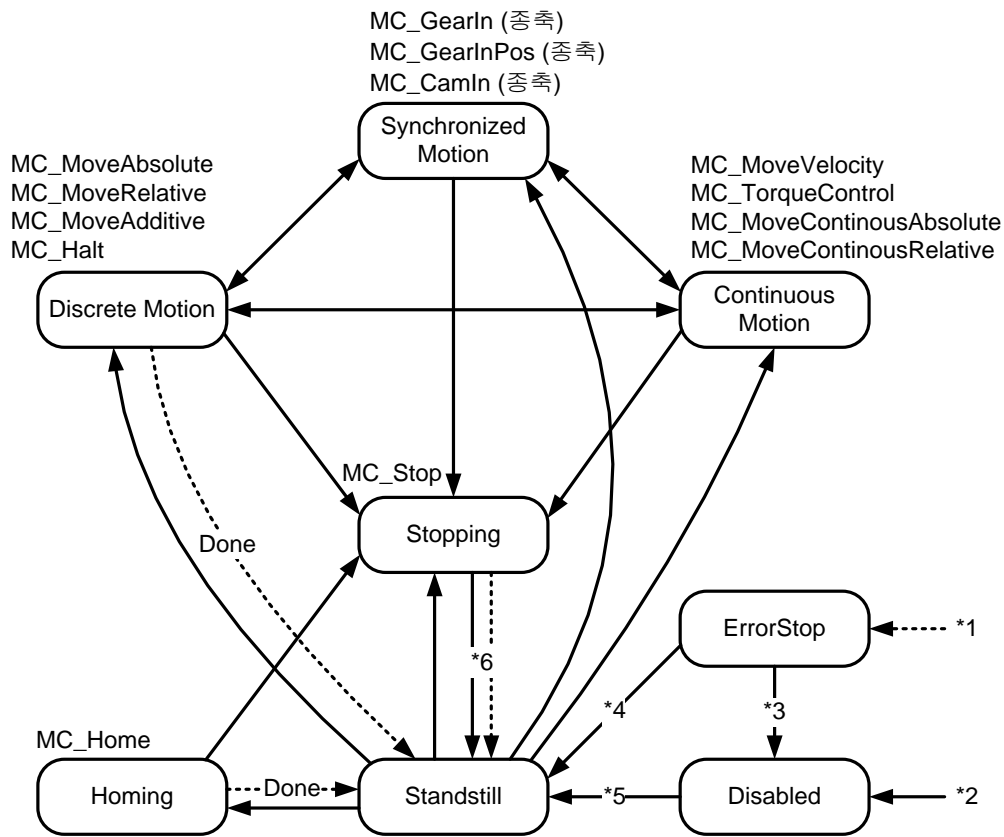 MC_GearIn (종축)
MC_GearInPos (종축)
MC_CamIn (종축)
Synchronized
Motion
MC_MoveAbsolute
MC_MoveRelative
MC_MoveAdditive
MC_Halt
MC_MoveVelocity
MC_TorqueControl
MC_MoveContinousAbsolute
MC_MoveContinousRelative
Discrete Motion
Continuous
Motion
MC_Stop
Stopping
Done
ErrorStop
*1
*6
*4
*3
MC_Home
Homing
Done
Standstill
*5
Disabled
*2